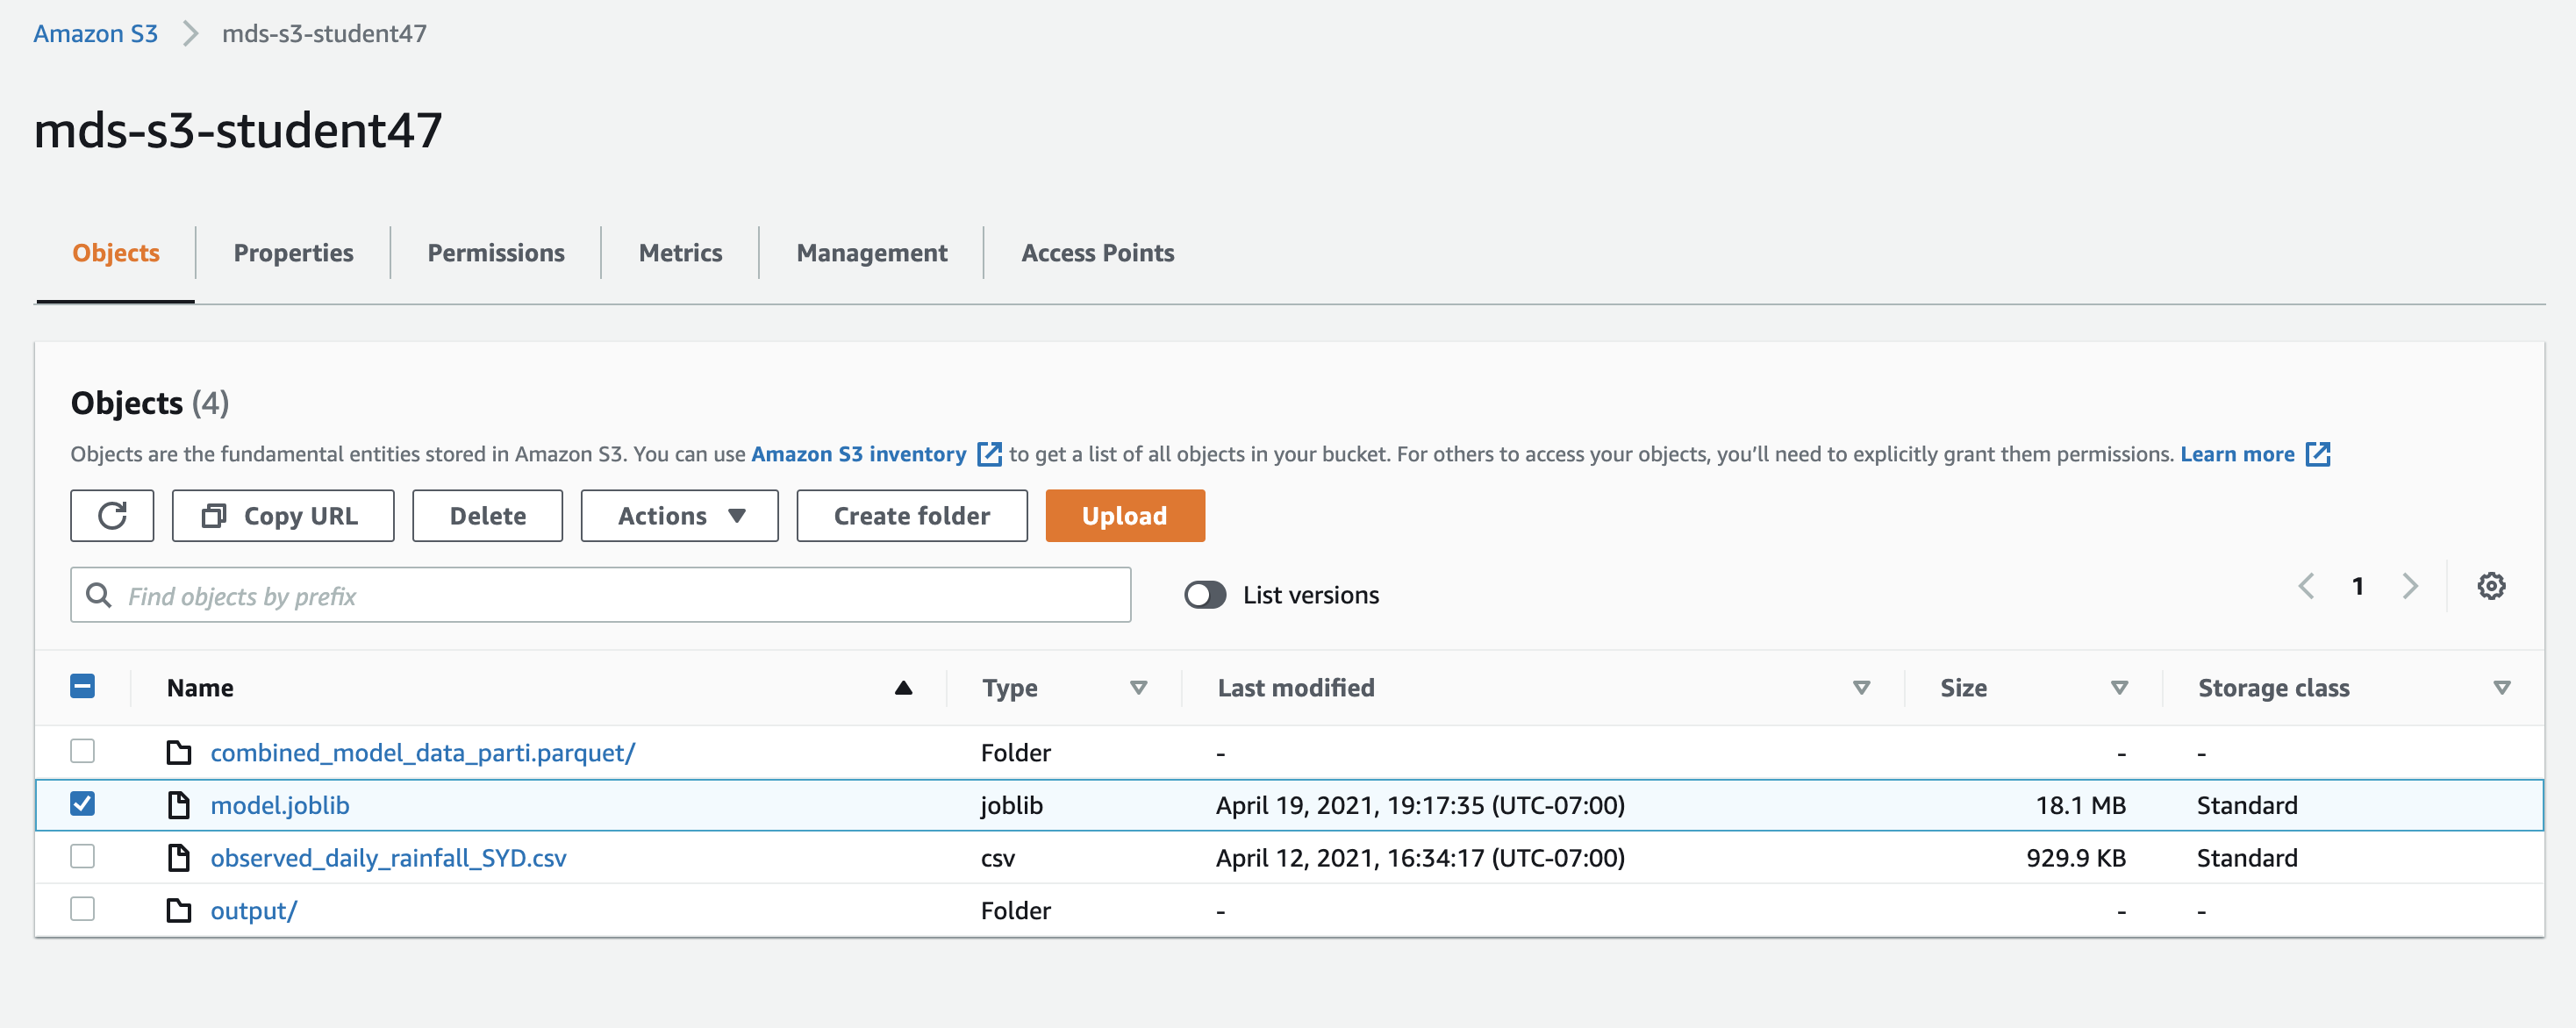 Amazon S3 > mds-s3-student47
mds-s3-student47
Objects Properties Permissions Metrics Management Access Points
Objects (4)
Objects are the fundamental entities stored in Amazon S3. You can use Amazon S3 inventory to get a list of all objects in your bucket. For others to access your objects, you’ll need to explicitly grant them permissions. Learn more
Copy URL Delete Actions Create folder Upload
Find objects by prefix List versions 1
Name Type Last modified Size Storage class
combined_model_data_parti.parquet/ Folder - - -
model.joblib joblib April 19, 2021, 19:17:35 (UTC-07:00) 18.1 MB Standard
observed_daily_rainfall_SYD.csv csv April 12, 2021, 16:34:17 (UTC-07:00) 929.9 KB Standard
output/ Folder - - -